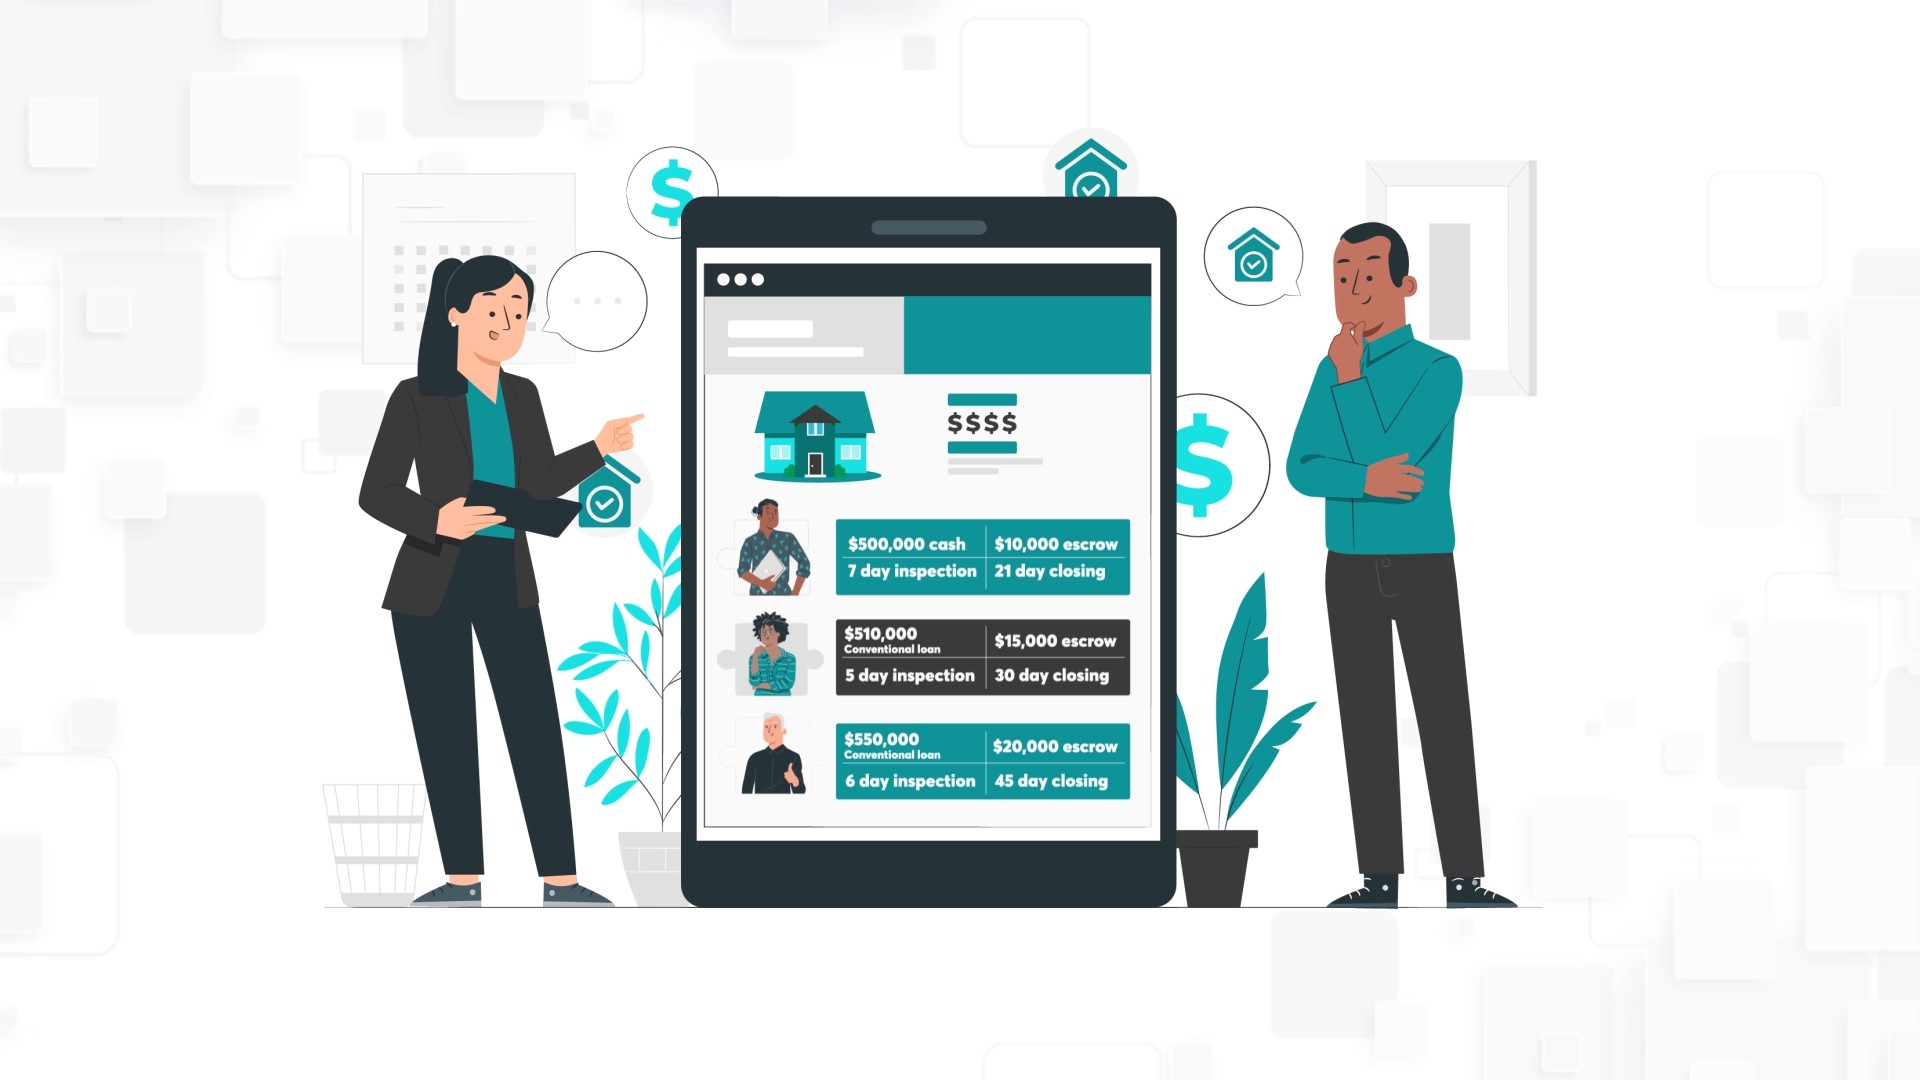 $
$
$$$$
$500,000 cash
$10,000 escrow
7 day inspection
21 day closing
$510,000
Conventional loan
$15,000 escrow
5 day inspection
30 day closing
$550,000
Conventional loan
$20,000 escrow
6 day inspection
45 day closing